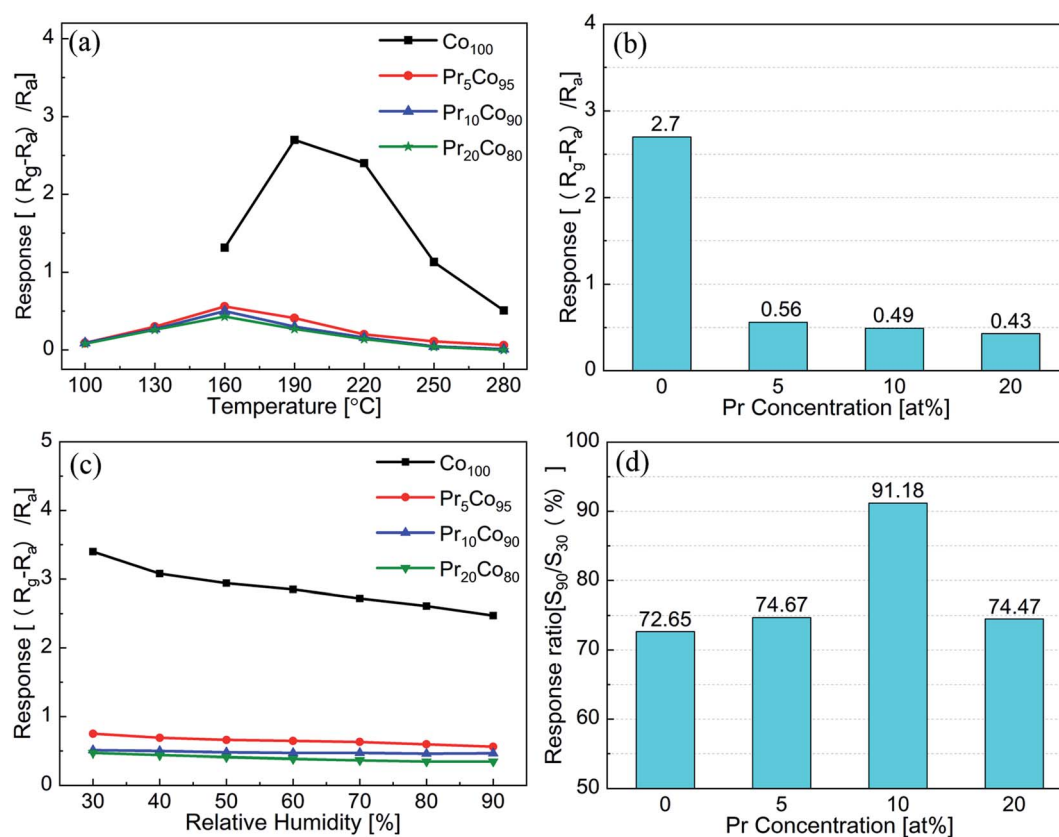 (a)
Co100
Pr5Co95
Pr10Co90
Pr20Co80
Response [（Rg-Ra）/Ra]
4
3
2
1
0
100 130 160 190 220 250 280
Temperature [°C]
(b)
Response [（Rg-Ra）/Ra]
4
3
2
1
0
2.7
0.56
0.49
0.43
0 5 10 20
Pr Concentration [at%]
(c)
Co100
Pr5Co95
Pr10Co90
Pr20Co80
Response [（Rg-Ra）/Ra]
5
4
3
2
1
0
30 40 50 60 70 80 90
Relative Humidity [%]
(d)
Response ratio[S90/S30（%）]
100
90
80
70
60
50
72.65
74.67
91.18
74.47
0 5 10 20
Pr Concentration [at%]